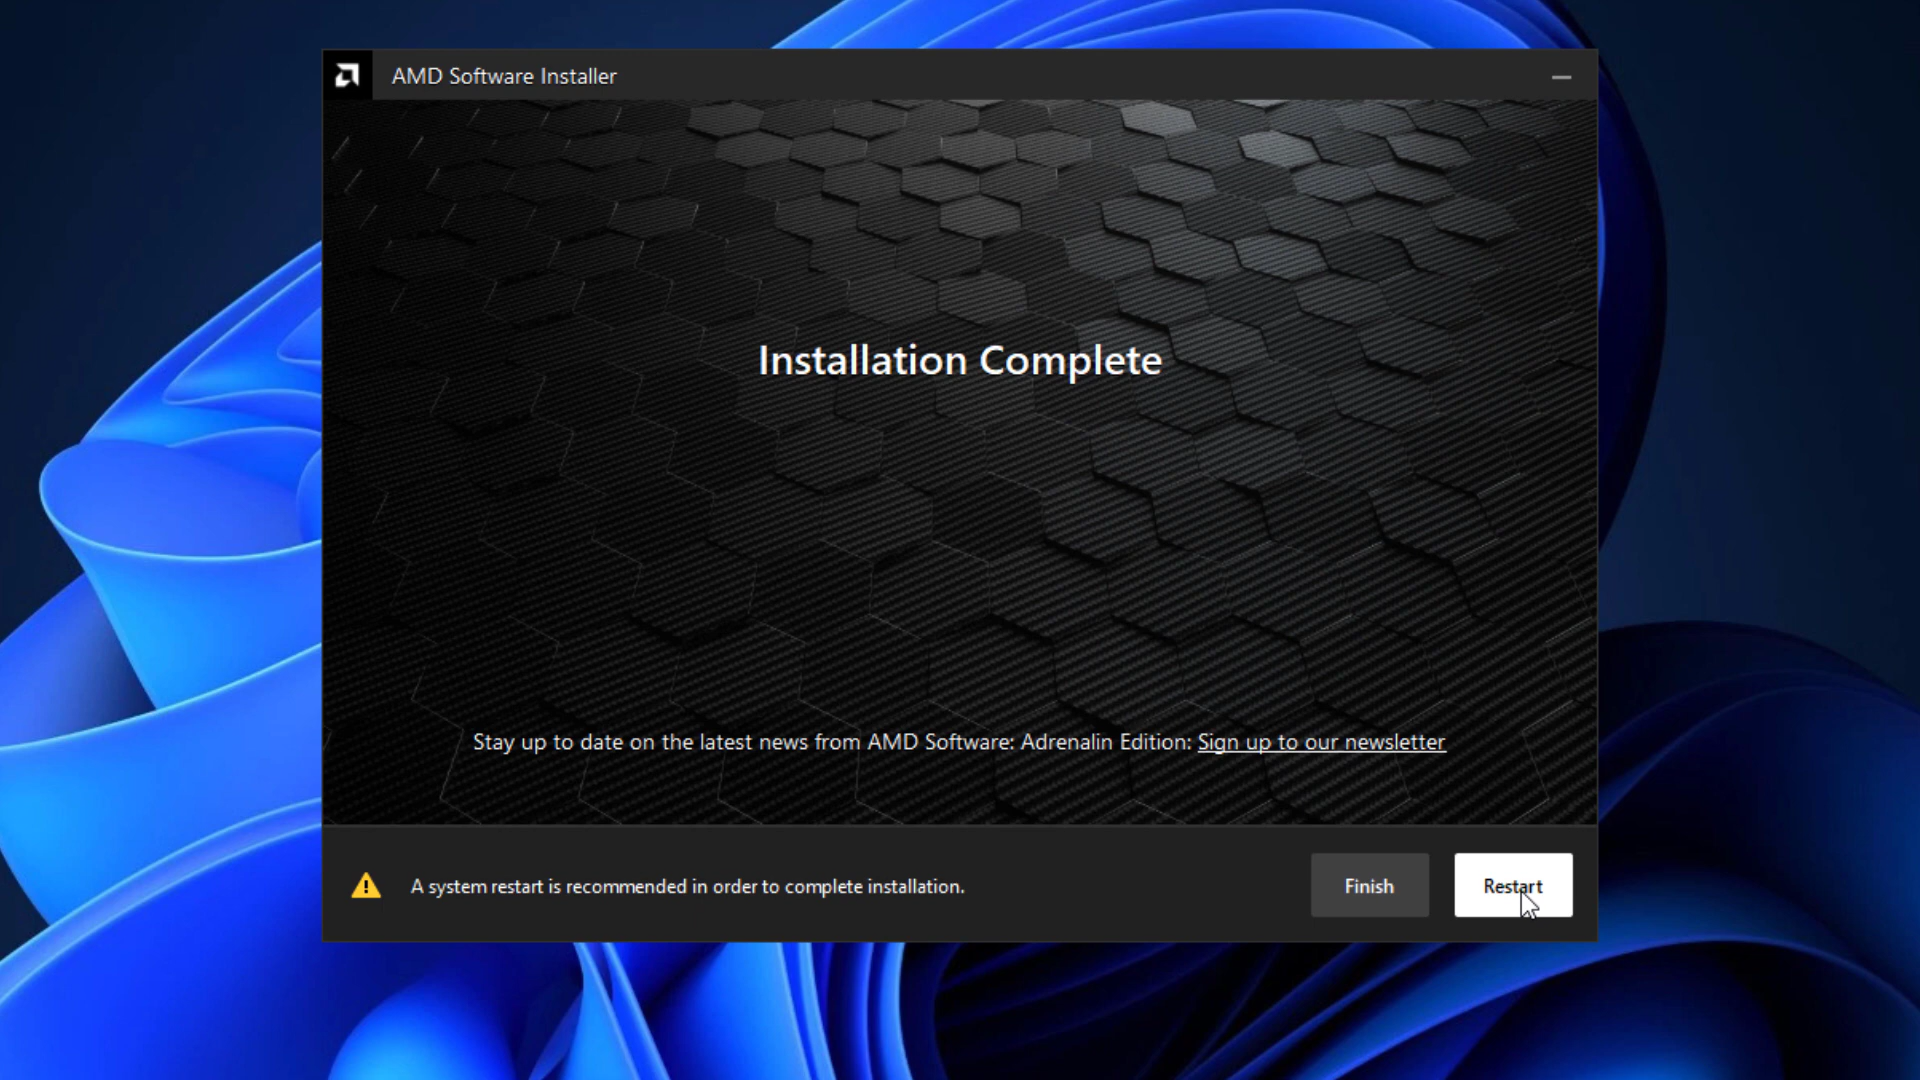 AMD Software Installer
Installation Complete
Stay up to date on the latest news from AMD Software: Adrenalin Edition: Sign up to our newsletter
A system restart is recommended in order to complete installation.
Finish
Restart